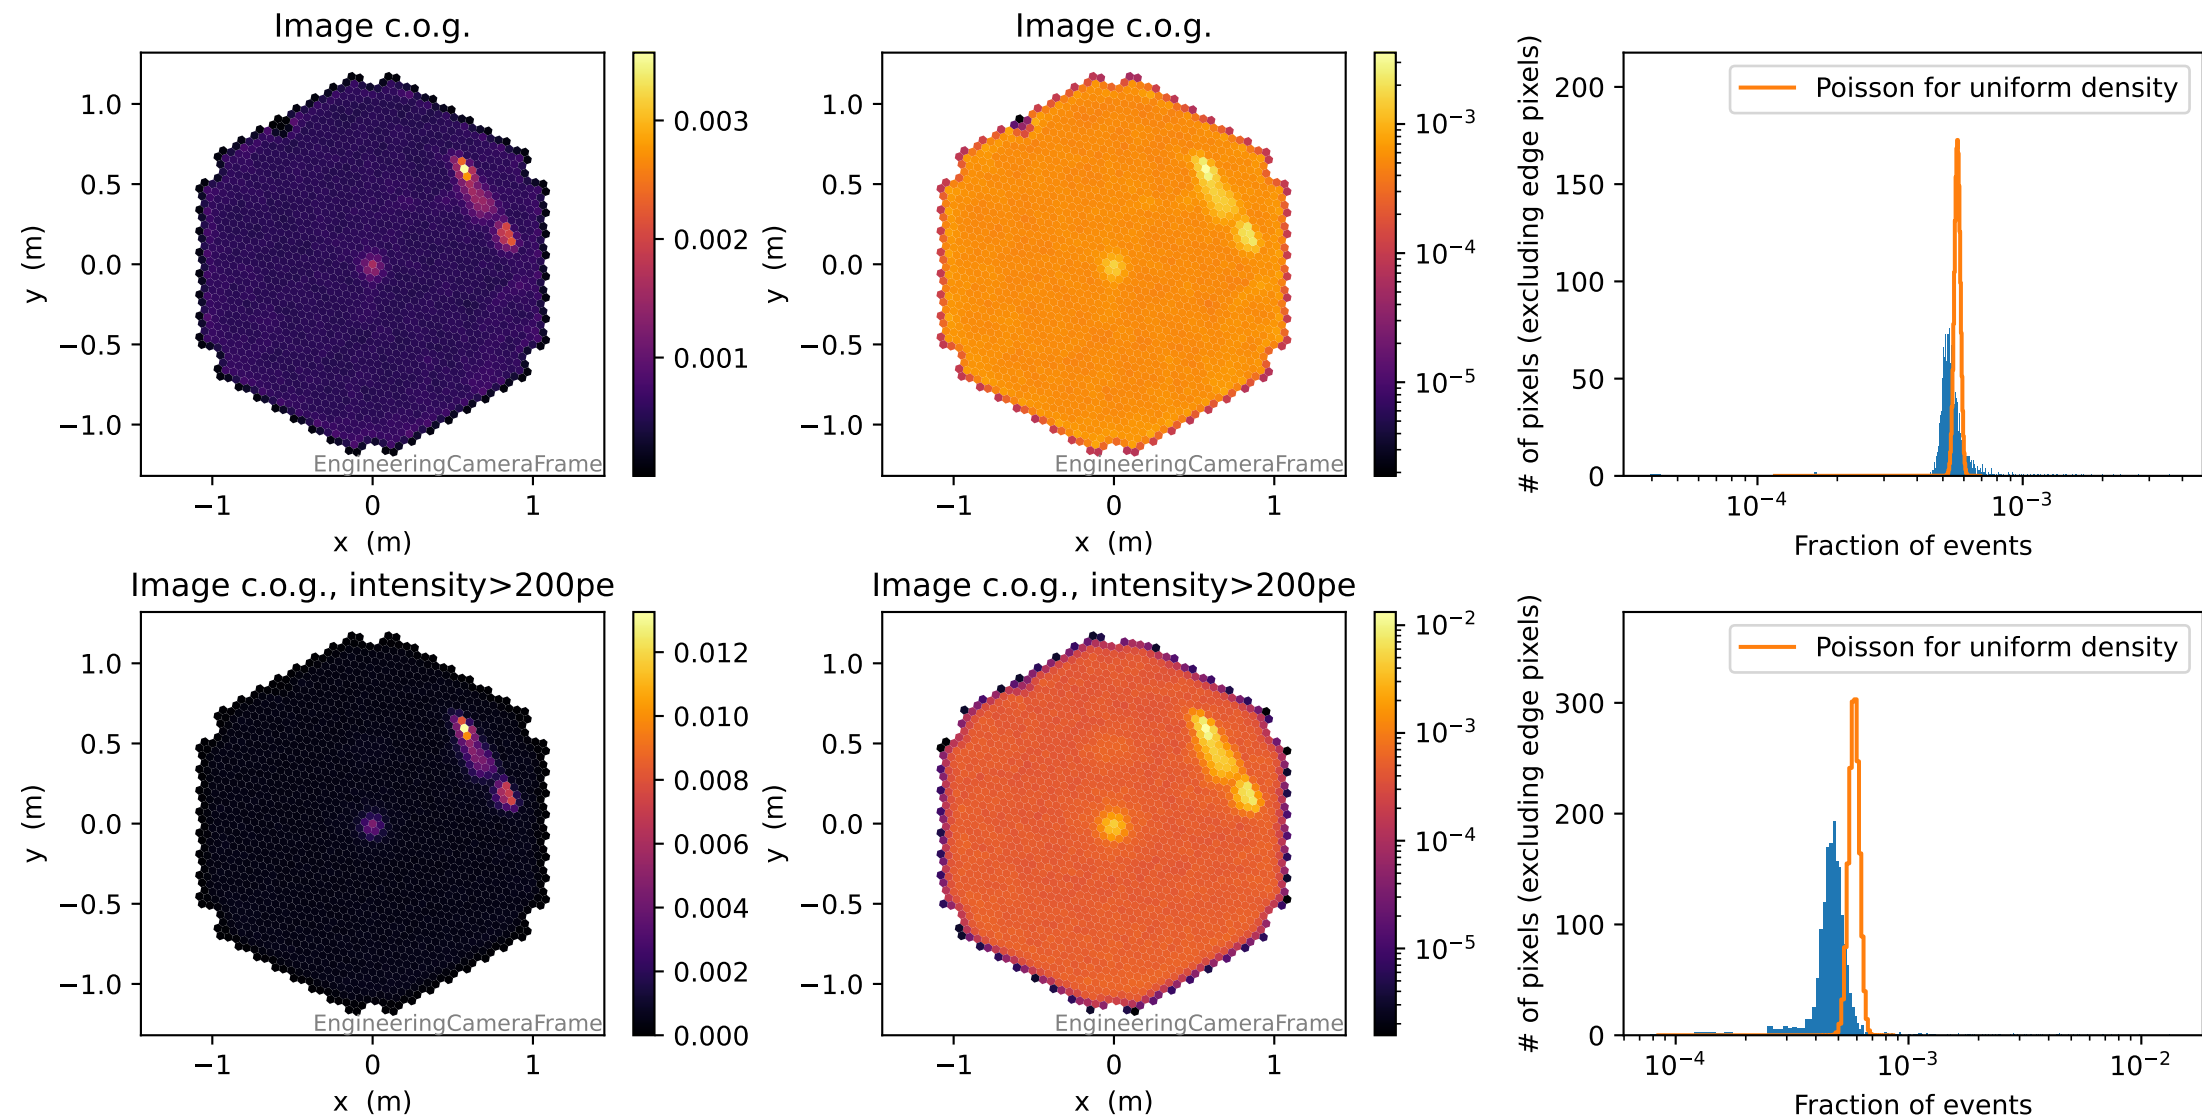 Image c.o.g.
1.0
0.5
0.0
−0.5
−1.0
y (m)
−1 0 1
x (m)
EngineeringCameraFrame
0.003
0.002
0.001
Image c.o.g.
1.0
0.5
0.0
−0.5
−1.0
y (m)
−1 0 1
x (m)
EngineeringCameraFrame
10⁻³
10⁻⁴
10⁻⁵
# of pixels (excluding edge pixels)
200
150
100
50
0
Poisson for uniform density
10⁻⁴ 10⁻³
Fraction of events
Image c.o.g., intensity>200pe
1.0
0.5
0.0
−0.5
−1.0
y (m)
−1 0 1
x (m)
EngineeringCameraFrame
0.012
0.010
0.008
0.006
0.004
0.002
0.000
Image c.o.g., intensity>200pe
1.0
0.5
0.0
−0.5
−1.0
y (m)
−1 0 1
x (m)
EngineeringCameraFrame
10⁻²
10⁻³
10⁻⁴
10⁻⁵
# of pixels (excluding edge pixels)
300
200
100
0
Poisson for uniform density
10⁻⁴ 10⁻³ 10⁻²
Fraction of events